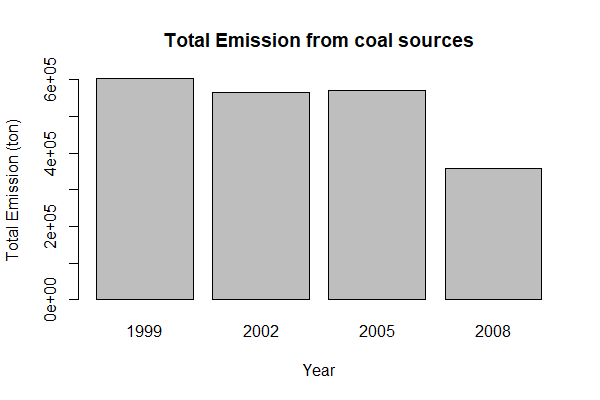 Total Emission from coal sources
Total Emission (ton)
6e+05
4e+05
2e+05
0e+00
1999 2002 2005 2008
Year